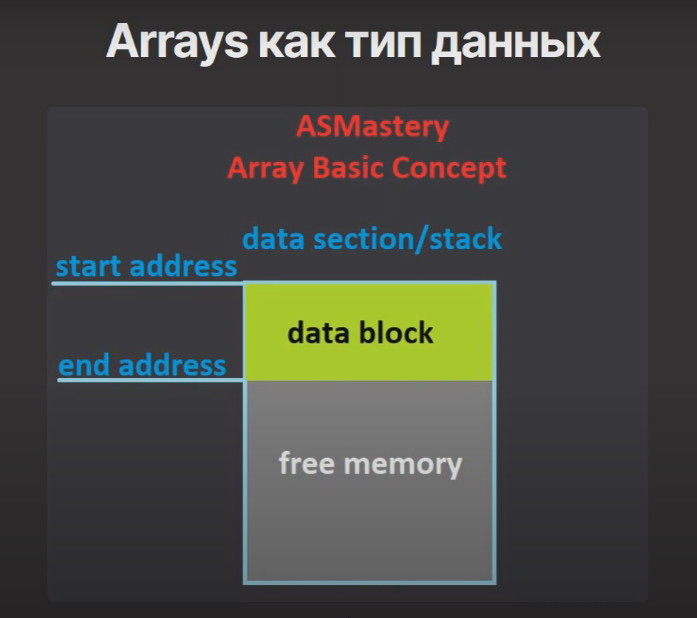 Arrays как тип данных
ASMastery
Array Basic Concept
data section/stack
start address
data block
end address
free memory